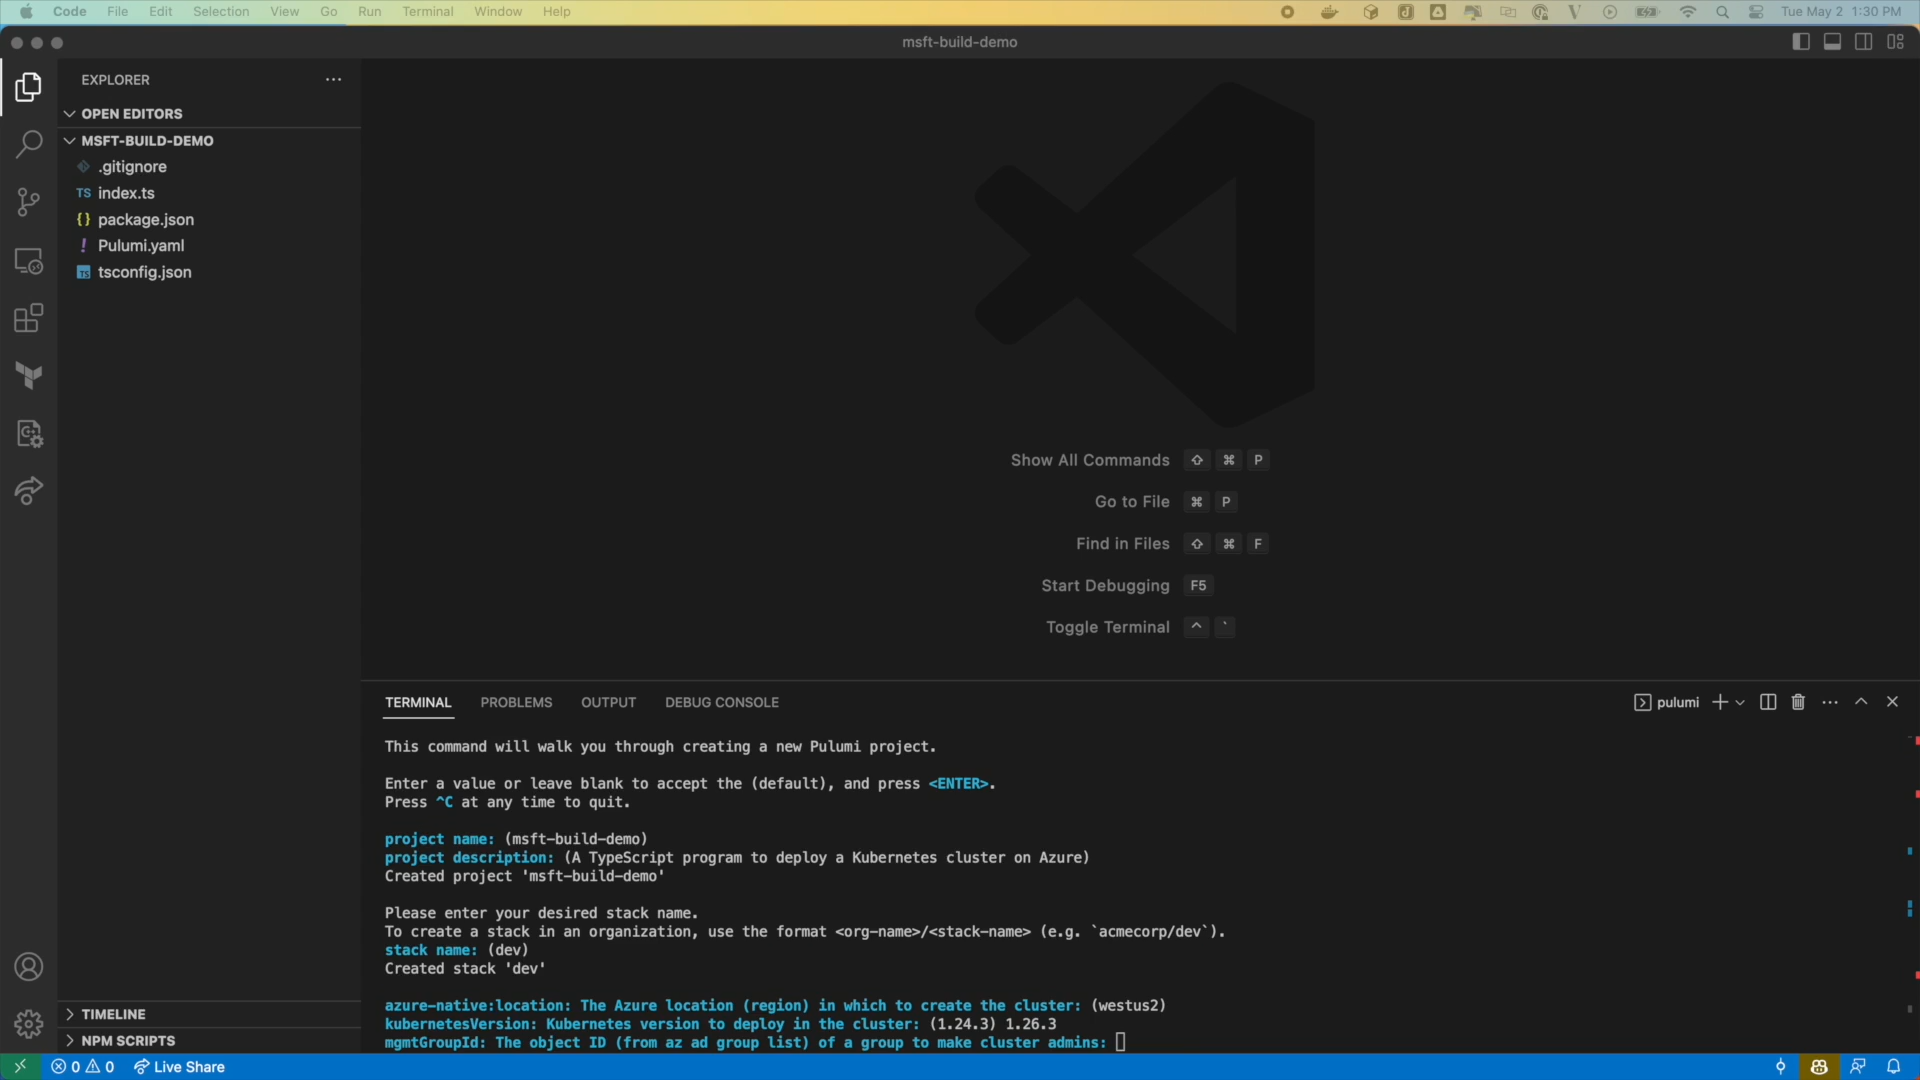 Code File Edit Selection View Go Run Terminal Window Help Tue May 2 1:30 PM
msft-build-demo
EXPLORER
OPEN EDITORS
MSFT-BUILD-DEMO
.gitignore
TS index.ts
{} package.json
! Pulumi.yaml
TS tsconfig.json
Show All Commands ⇧ ⌘ P
Go to File ⌘ P
Find in Files ⇧ ⌘ F
Start Debugging F5
Toggle Terminal ^ `
TERMINAL PROBLEMS OUTPUT DEBUG CONSOLE pulumi
This command will walk you through creating a new Pulumi project.
Enter a value or leave blank to accept the (default), and press <ENTER>.
Press ^C at any time to quit.
project name: (msft-build-demo)
project description: (A TypeScript program to deploy a Kubernetes cluster on Azure)
Created project 'msft-build-demo'
Please enter your desired stack name.
To create a stack in an organization, use the format <org-name>/<stack-name> (e.g. `acmecorp/dev`).
stack name: (dev)
Created stack 'dev'
azure-native:location: The Azure location (region) in which to create the cluster: (westus2)
kubernetesVersion: Kubernetes version to deploy in the cluster: (1.24.3) 1.26.3
mgmtGroupId: The object ID (from az ad group list) of a group to make cluster admins:
TIMELINE
NPM SCRIPTS
0 0 Live Share